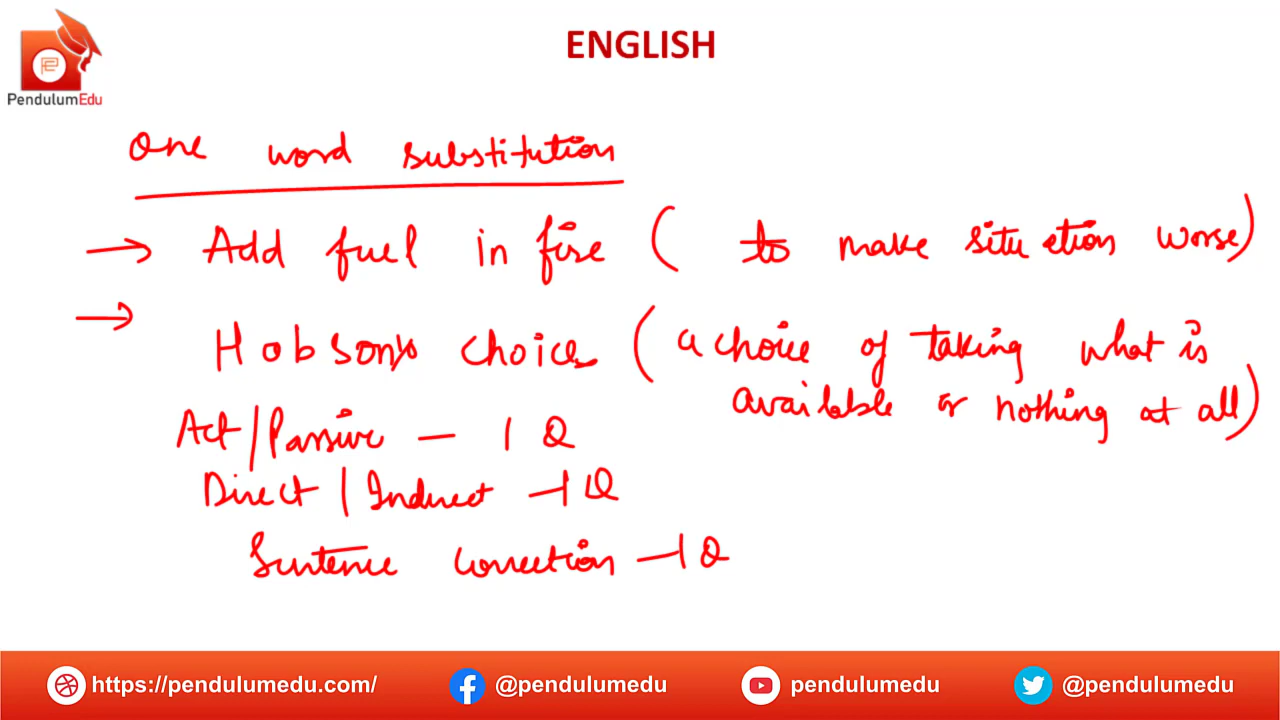 ENGLISH
PendulumEdu
One word substitution
→ Add fuel in fire ( to make situation worse)
→ Hobson's choice ( a choice of taking what is
available or nothing at all)
Act/Passive - 1 Q
Direct | Indirect - 1 Q
Sentence correction - 1 Q
https://pendulumedu.com/ @pendulumedu pendulumedu @pendulumedu